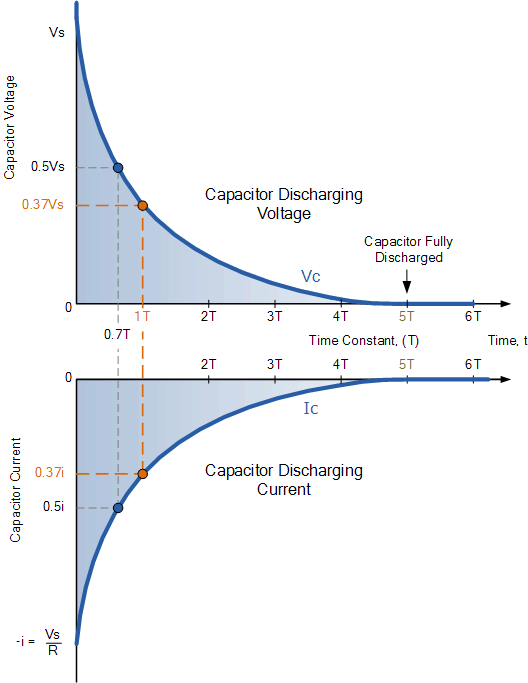 Vs
Capacitor Voltage
0.5Vs
0.37Vs
Capacitor Discharging
Voltage
Capacitor Fully
Discharged
Vc
0
1T
2T
3T
4T
5T
6T
0.7T
Time Constant, (T)
Time, t
2T
3T
4T
5T
6T
0
Ic
Capacitor Current
0.37i
Capacitor Discharging
Current
0.5i
-i = Vs
R